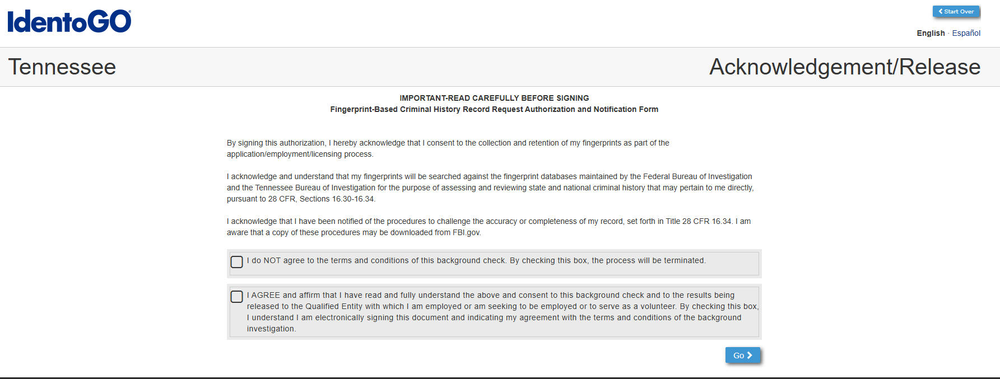 IdentoGO®
Start Over
English · Español
Tennessee
Acknowledgement/Release
IMPORTANT-READ CAREFULLY BEFORE SIGNING
Fingerprint-Based Criminal History Record Request Authorization and Notification Form
By signing this authorization, I hereby acknowledge that I consent to the collection and retention of my fingerprints as part of the
application/employment/licensing process.
I acknowledge and understand that my fingerprints will be searched against the fingerprint databases maintained by the Federal Bureau of Investigation
and the Tennessee Bureau of Investigation for the purpose of assessing and reviewing state and national criminal history that may pertain to me directly,
pursuant to 28 CFR, Sections 16.30-16.34.
I acknowledge that I have been notified of the procedures to challenge the accuracy or completeness of my record, set forth in Title 28 CFR 16.34. I am
aware that a copy of these procedures may be downloaded from FBI.gov.
I do NOT agree to the terms and conditions of this background check. By checking this box, the process will be terminated.
I AGREE and affirm that I have read and fully understand the above and consent to this background check and to the results being
released to the Qualified Entity with which I am employed or am seeking to be employed or to serve as a volunteer. By checking this box,
I understand I am electronically signing this document and indicating my agreement with the terms and conditions of the background
investigation.
Go